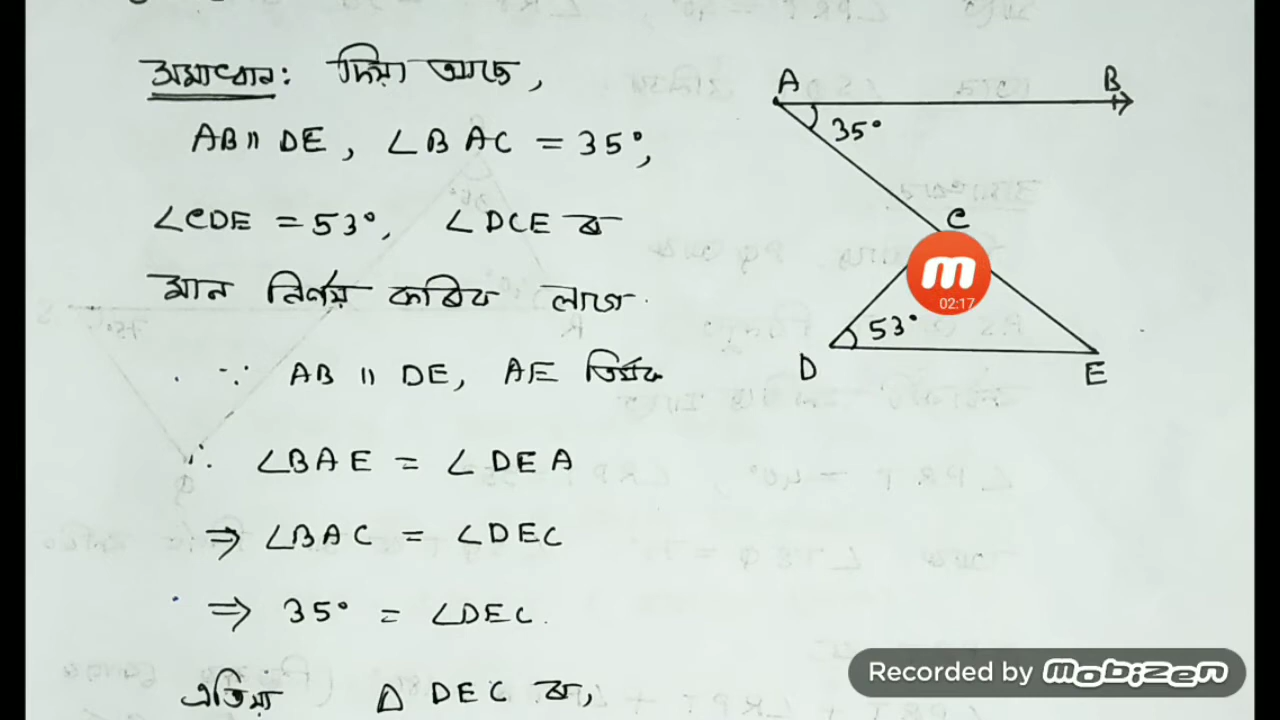 সমাধান: দিয়া আছে,
AB ॥ DE, ∠BAC = 35°,
∠CDE = 53°, ∠DCE ৰ
মান নিৰ্ণয় কৰিব লাগে.
∵ AB ॥ DE, AE তিৰ্যক
∴ ∠BAE = ∠DEA
⇒ ∠BAC = ∠DEC
⇒ 35° = ∠DEC.
এতিয়া Δ DEC ৰ,
A B
35°
C
m
02:17
53°
D E
Recorded by mobizen